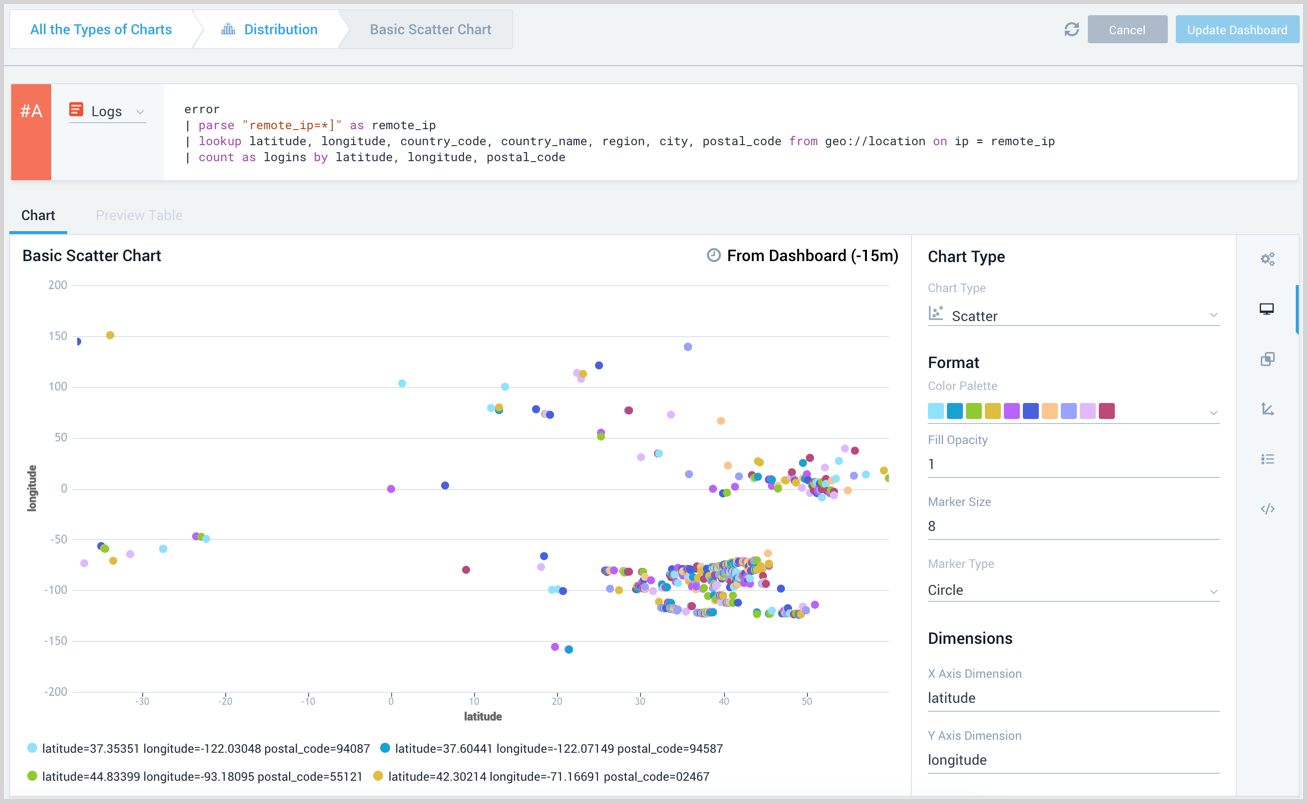 All the Types of Charts Distribution Basic Scatter Chart Cancel Update Dashboard
#A Logs
error
| parse "remote_ip=*]" as remote_ip
| lookup latitude, longitude, country_code, country_name, region, city, postal_code from geo://location on ip = remote_ip
| count as logins by latitude, longitude, postal_code
Chart Preview Table
Basic Scatter Chart From Dashboard (-15m)
200
150
100
50
0
-50
-100
-150
-200
longitude
-30 -20 -10 0 10 20 30 40 50
latitude
latitude=37.35351 longitude=-122.03048 postal_code=94087 latitude=37.60441 longitude=-122.07149 postal_code=94587
latitude=44.83399 longitude=-93.18095 postal_code=55121 latitude=42.30214 longitude=-71.16691 postal_code=02467
Chart Type
Chart Type
Scatter
Format
Color Palette
Fill Opacity
1
Marker Size
8
Marker Type
Circle
Dimensions
X Axis Dimension
latitude
Y Axis Dimension
longitude